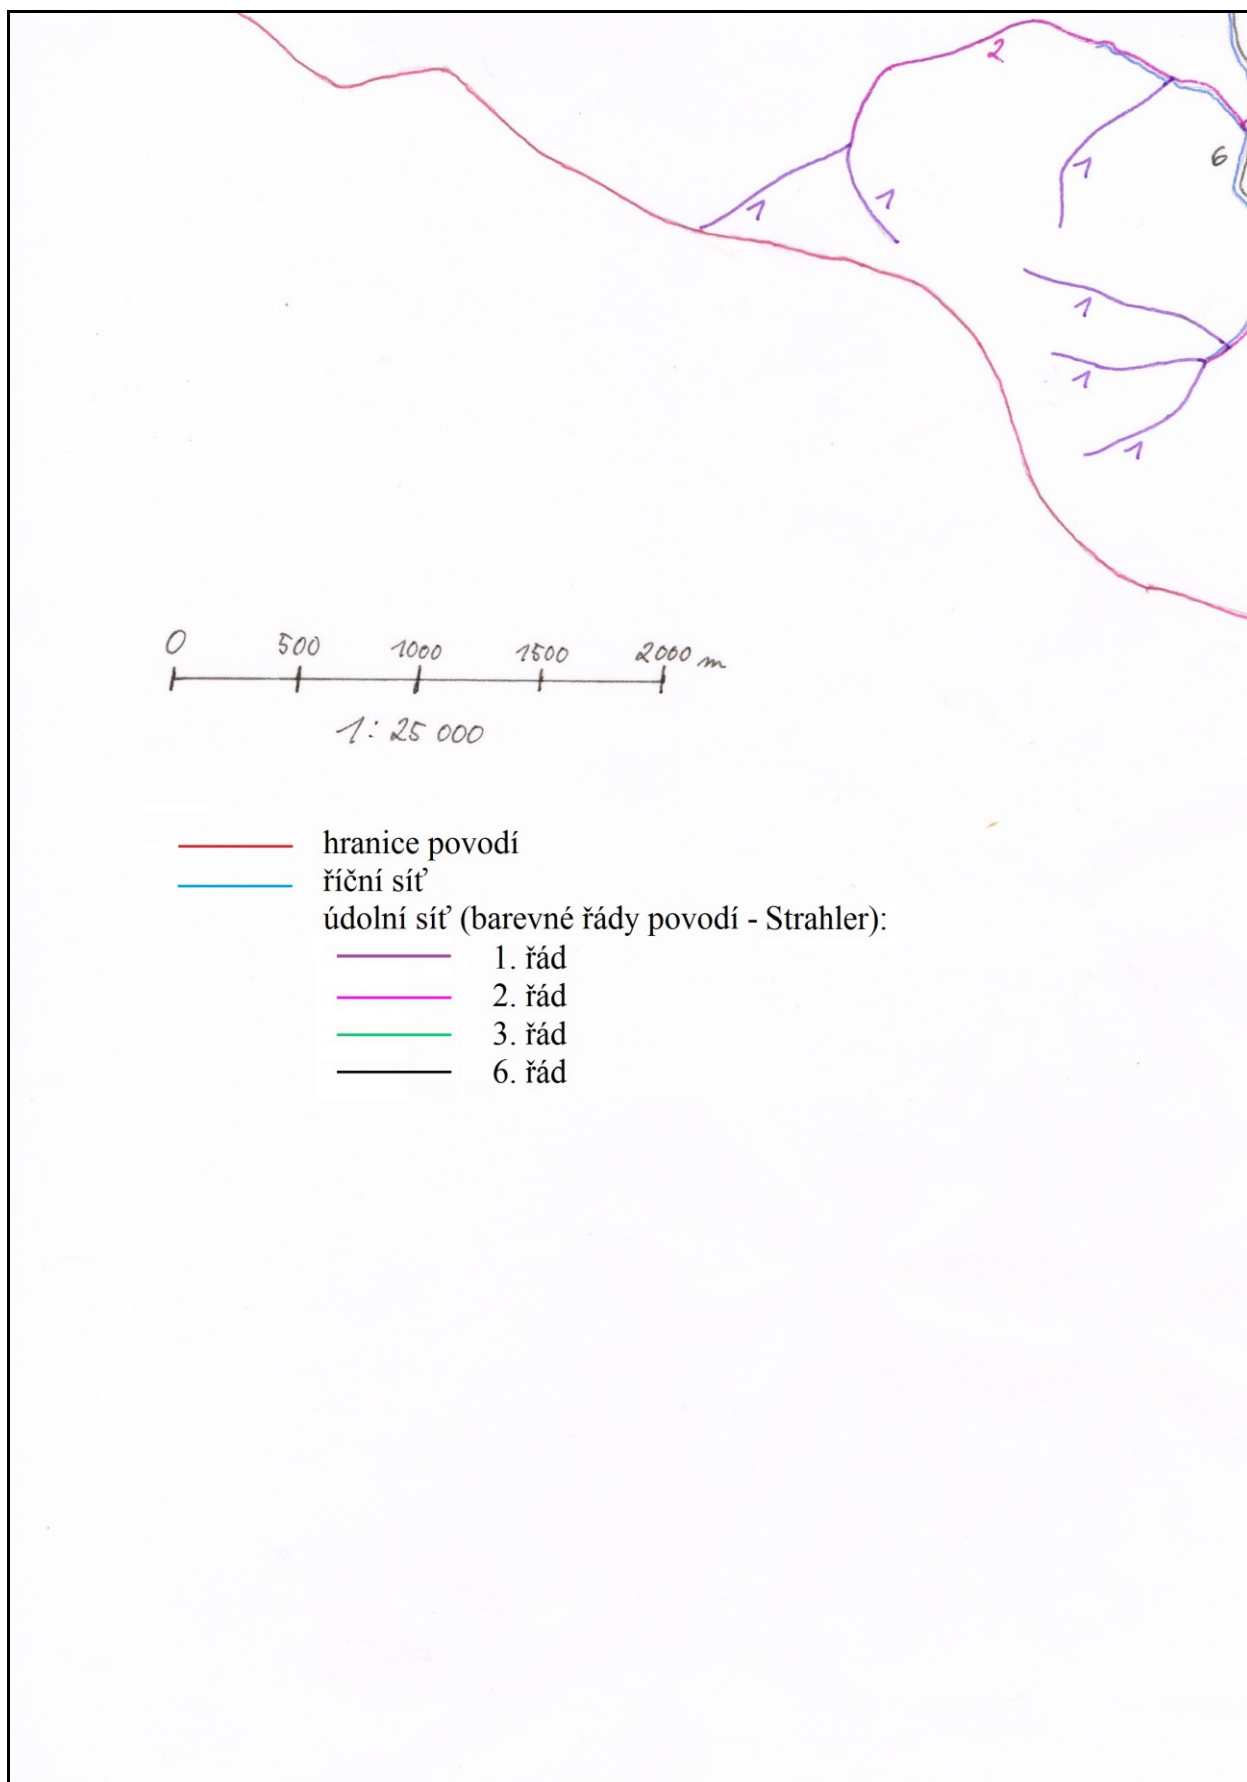 2
6
1
1
1
1
1
1
0 500 1000 1500 2000 m
1: 25 000
hranice povodí
říční síť
údolní síť (barevné řády povodí - Strahler):
1. řád
2. řád
3. řád
6. řád